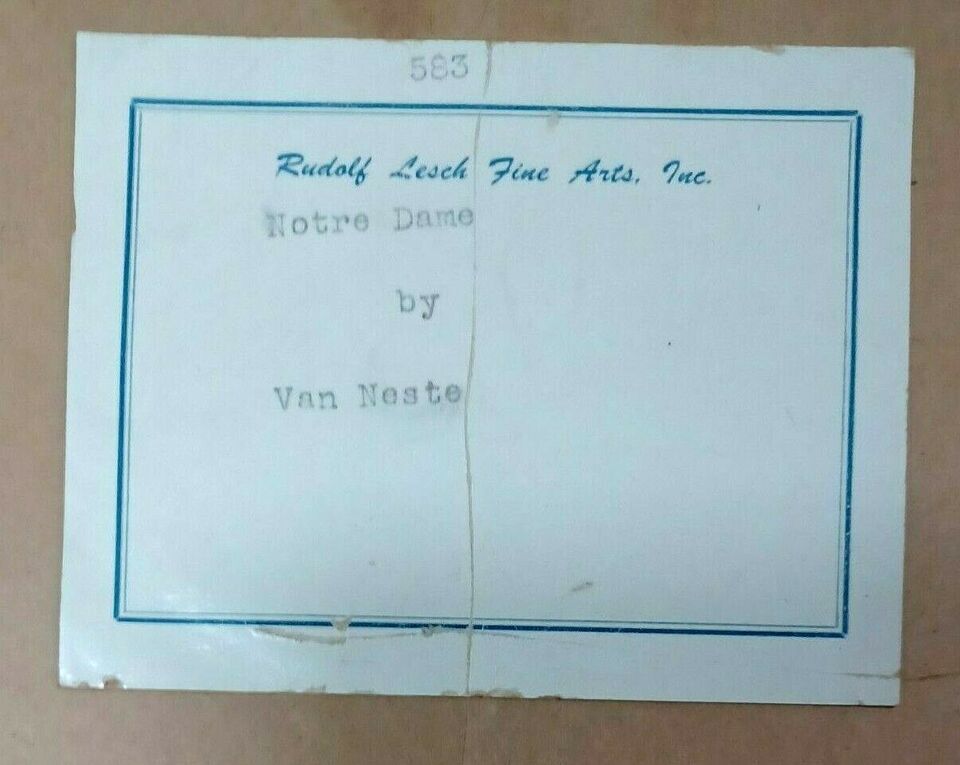 583
Rudolf Lesch Fine Arts, Inc.
Notre Dame
by
Van Neste